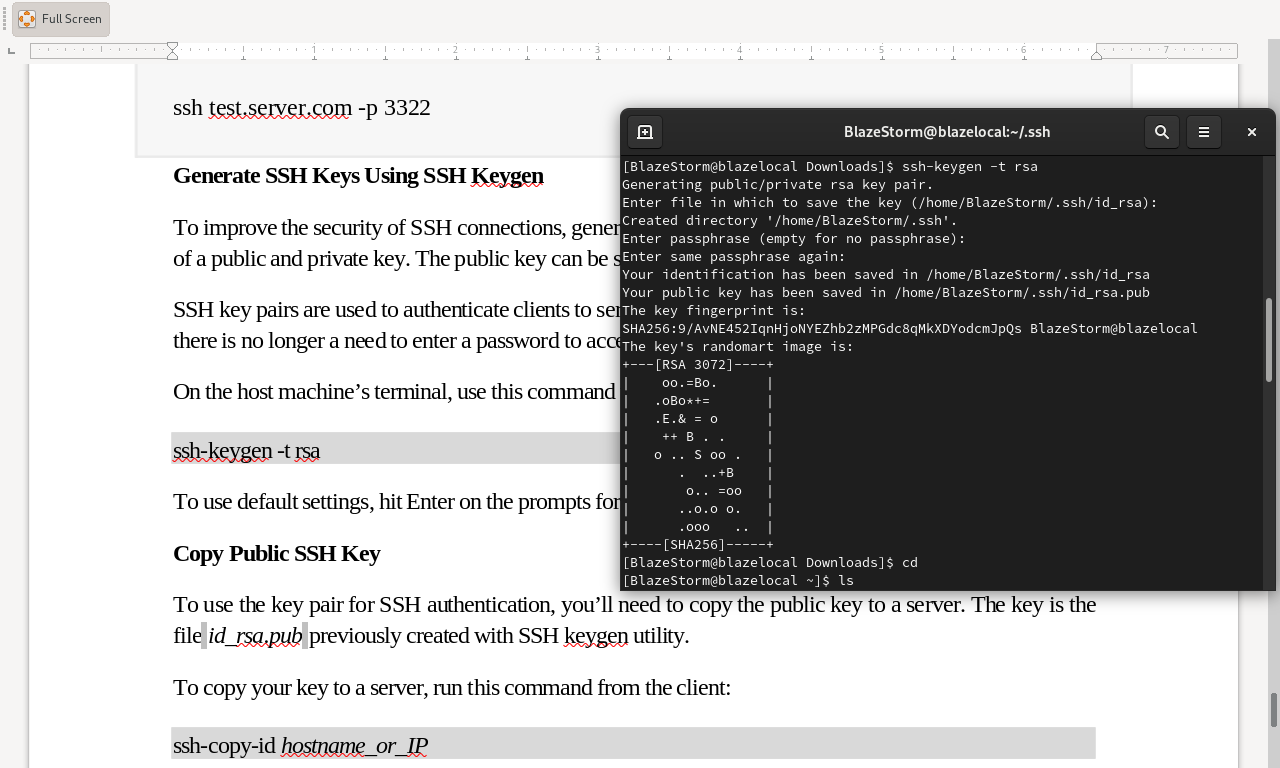 Full Screen
1 2 3 4 5 6 7
ssh test.server.com -p 3322
Generate SSH Keys Using SSH Keygen
To improve the security of SSH connections, gener
of a public and private key. The public key can be s
SSH key pairs are used to authenticate clients to ser
there is no longer a need to enter a password to acce
On the host machine’s terminal, use this command
ssh-keygen -t rsa
To use default settings, hit Enter on the prompts for
Copy Public SSH Key
To use the key pair for SSH authentication, you’ll need to copy the public key to a server. The key is the
file id_rsa.pub previously created with SSH keygen utility.
To copy your key to a server, run this command from the client:
ssh-copy-id hostname_or_IP
BlazeStorm@blazelocal:~/.ssh
[BlazeStorm@blazelocal Downloads]$ ssh-keygen -t rsa
Generating public/private rsa key pair.
Enter file in which to save the key (/home/BlazeStorm/.ssh/id_rsa):
Created directory '/home/BlazeStorm/.ssh'.
Enter passphrase (empty for no passphrase):
Enter same passphrase again:
Your identification has been saved in /home/BlazeStorm/.ssh/id_rsa
Your public key has been saved in /home/BlazeStorm/.ssh/id_rsa.pub
The key fingerprint is:
SHA256:9/AvNE452IqnHjoNYEZhb2zMPGdc8qMkXDYodcmJpQs BlazeStorm@blazelocal
The key's randomart image is:
+---[RSA 3072]----+
|    oo.=Bo.      |
|   .oBo*+=       |
|   .E.& = o      |
|    ++ B . .     |
|   o .. S oo .   |
|      .  ..+B    |
|       o.. =oo   |
|      ..o.o o.   |
|      .ooo   ..  |
+----[SHA256]-----+
[BlazeStorm@blazelocal Downloads]$ cd
[BlazeStorm@blazelocal ~]$ ls